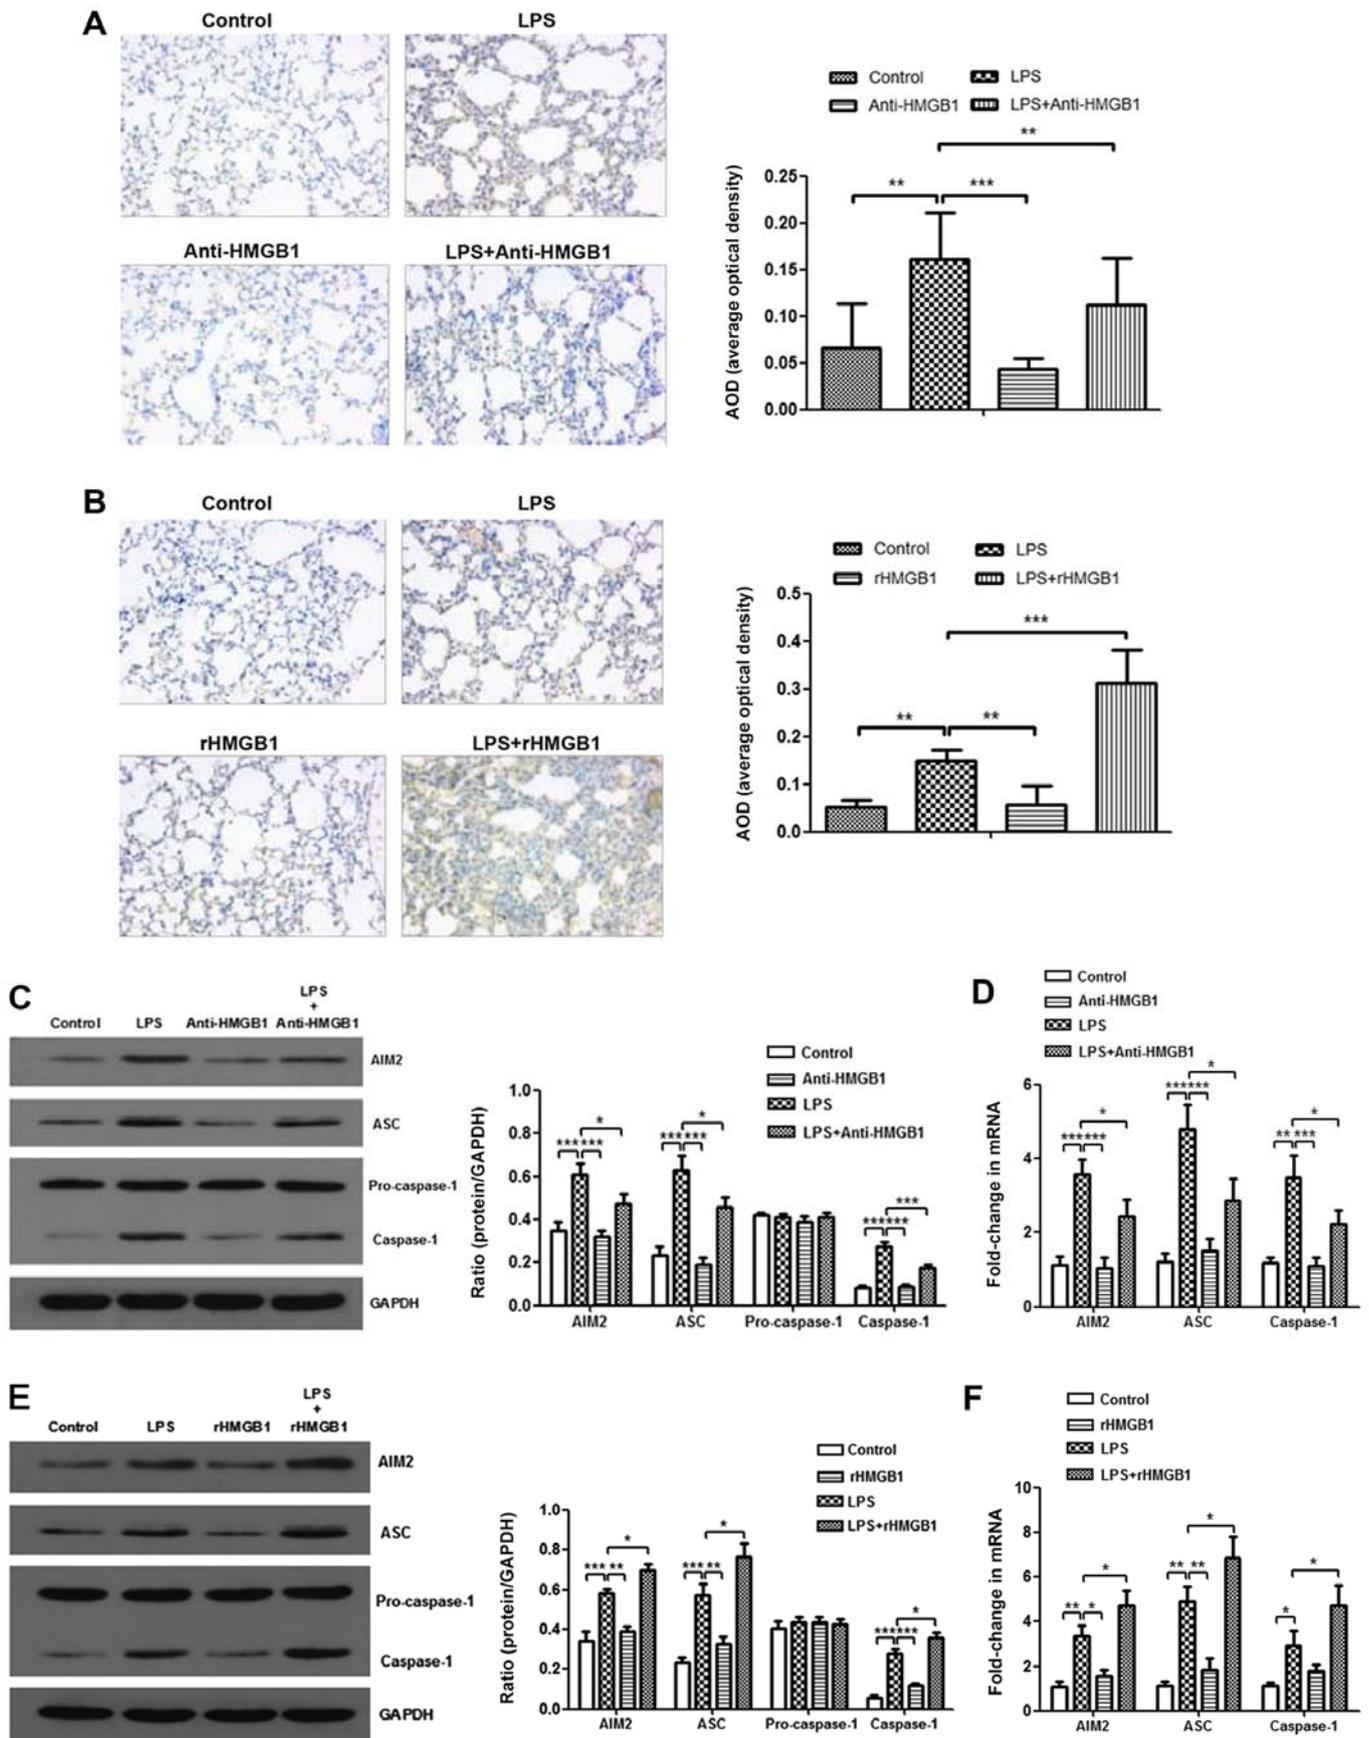 A
Control
LPS
Anti-HMGB1
LPS+Anti-HMGB1
Control
LPS
Anti-HMGB1
LPS+Anti-HMGB1
**
**
***
AOD (average optical density)
0.25
0.20
0.15
0.10
0.05
0.00
B
Control
LPS
rHMGB1
LPS+rHMGB1
Control
LPS
rHMGB1
LPS+rHMGB1
***
**
**
AOD (average optical density)
0.5
0.4
0.3
0.2
0.1
0.0
C
Control
LPS
Anti-HMGB1
LPS
+
Anti-HMGB1
AIM2
ASC
Pro-caspase-1
Caspase-1
GAPDH
Control
Anti-HMGB1
LPS
LPS+Anti-HMGB1
Ratio (protein/GAPDH)
1.0
0.8
0.6
0.4
0.2
0.0
*
******
*
******
***
******
AIM2
ASC
Pro-caspase-1
Caspase-1
D
Control
Anti-HMGB1
LPS
LPS+Anti-HMGB1
Fold-change in mRNA
6
4
2
0
*
******
*
******
*
** ***
AIM2
ASC
Caspase-1
E
Control
LPS
rHMGB1
LPS
+
rHMGB1
AIM2
ASC
Pro-caspase-1
Caspase-1
GAPDH
Control
rHMGB1
LPS
LPS+rHMGB1
Ratio (protein/GAPDH)
1.0
0.8
0.6
0.4
0.2
0.0
*
*** **
*
*** **
*
******
AIM2
ASC
Pro-caspase-1
Caspase-1
F
Control
rHMGB1
LPS
LPS+rHMGB1
Fold-change in mRNA
10
8
6
4
2
0
*
** *
*
** **
*
*
AIM2
ASC
Caspase-1